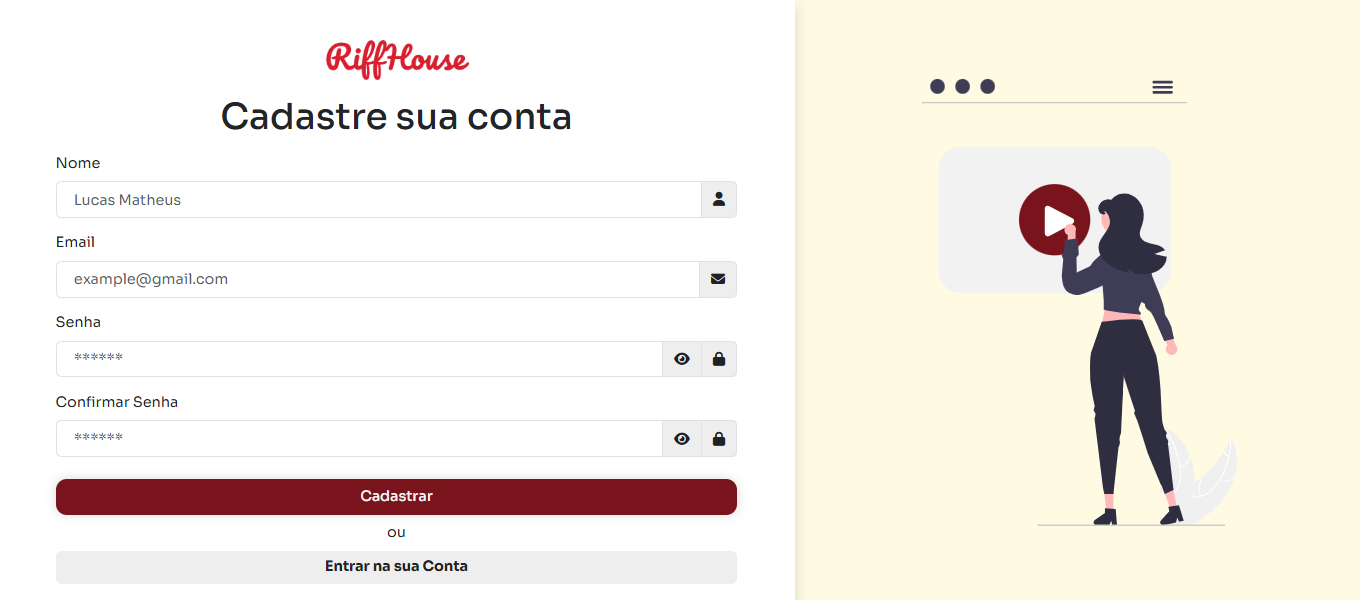 RiffHouse
Cadastre sua conta
Nome
Lucas Matheus
Email
example@gmail.com
Senha
******
Confirmar Senha
******
Cadastrar
ou
Entrar na sua Conta